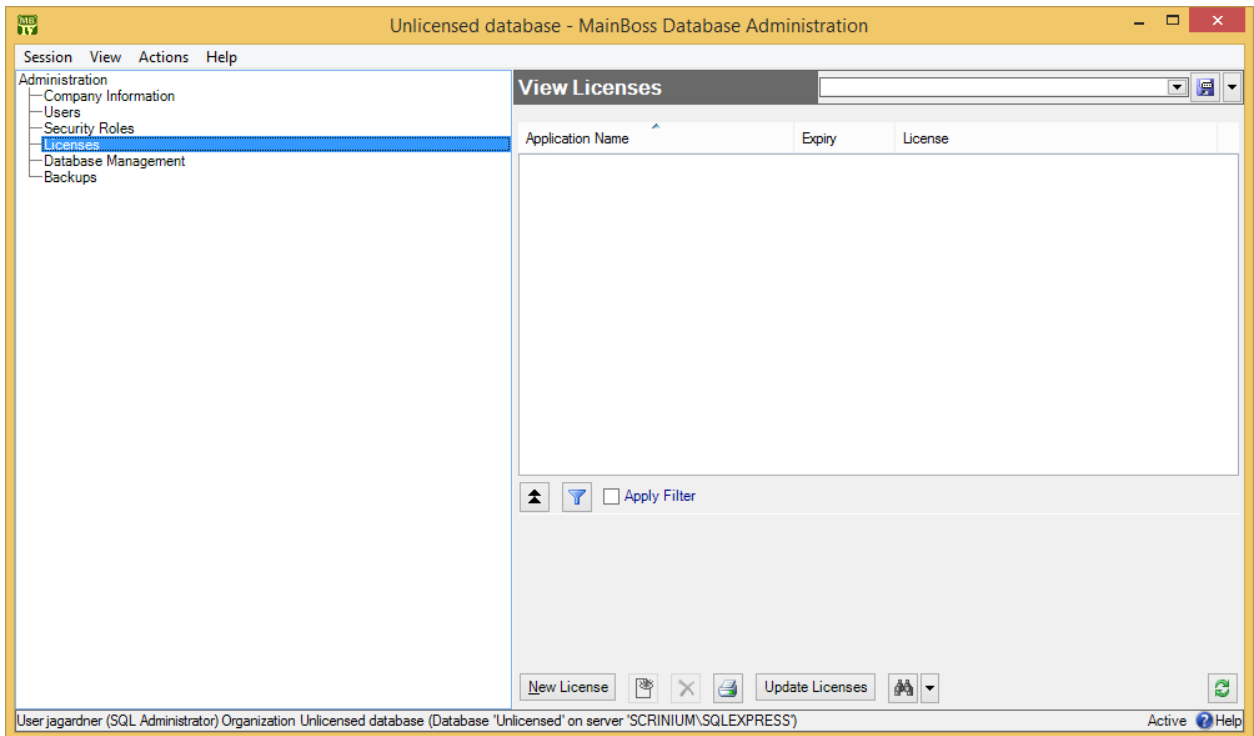 MB
Unlicensed database - MainBoss Database Administration
Session View Actions Help
Administration
Company Information
Users
Security Roles
Licenses
Database Management
Backups
View Licenses
Application Name Expiry License
Apply Filter
New License Update Licenses
User jagardner (SQL Administrator) Organization Unlicensed database (Database 'Unlicensed' on server 'SCRINIUM\SQLEXPRESS') Active Help